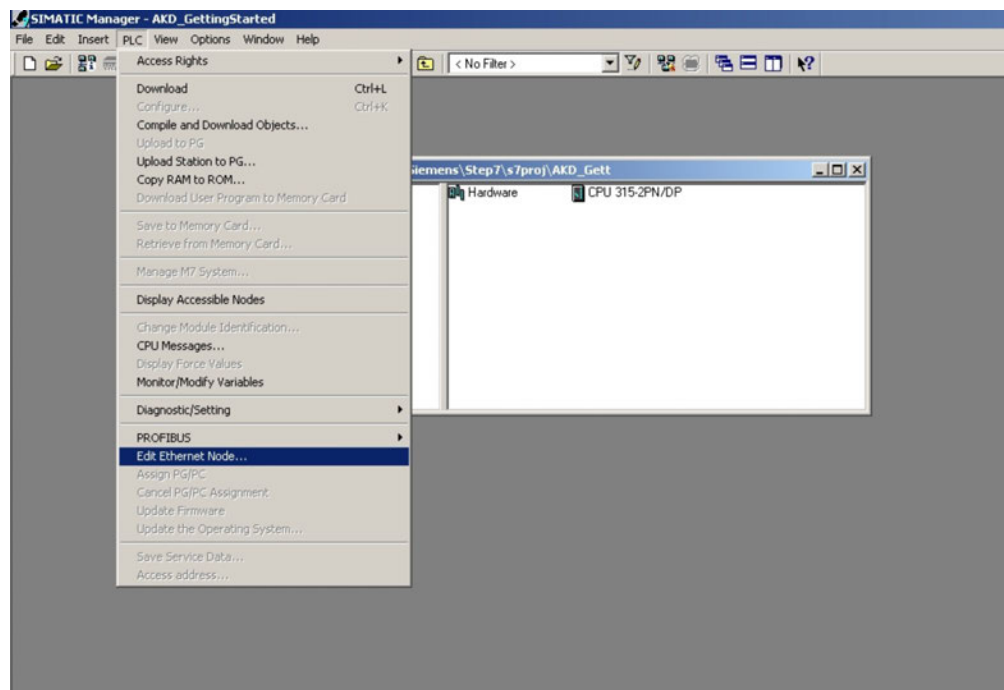 SIMATIC Manager - AKD_GettingStarted
File Edit Insert PLC View Options Window Help
< No Filter >
Access Rights
Download Ctrl+L
Configure... Ctrl+K
Compile and Download Objects...
Upload to PG
Upload Station to PG...
Copy RAM to ROM...
Download User Program to Memory Card
Save to Memory Card...
Retrieve from Memory Card...
Manage M7 System...
Display Accessible Nodes
Change Module Identification...
CPU Messages...
Display Force Values
Monitor/Modify Variables
Diagnostic/Setting
PROFIBUS
Edit Ethernet Node...
Assign PG/PC
Cancel PG/PC Assignment
Update Firmware
Update the Operating System...
Save Service Data...
Access address...
Siemens\Step7\s7proj\AKD_Gett
Hardware CPU 315-2PN/DP